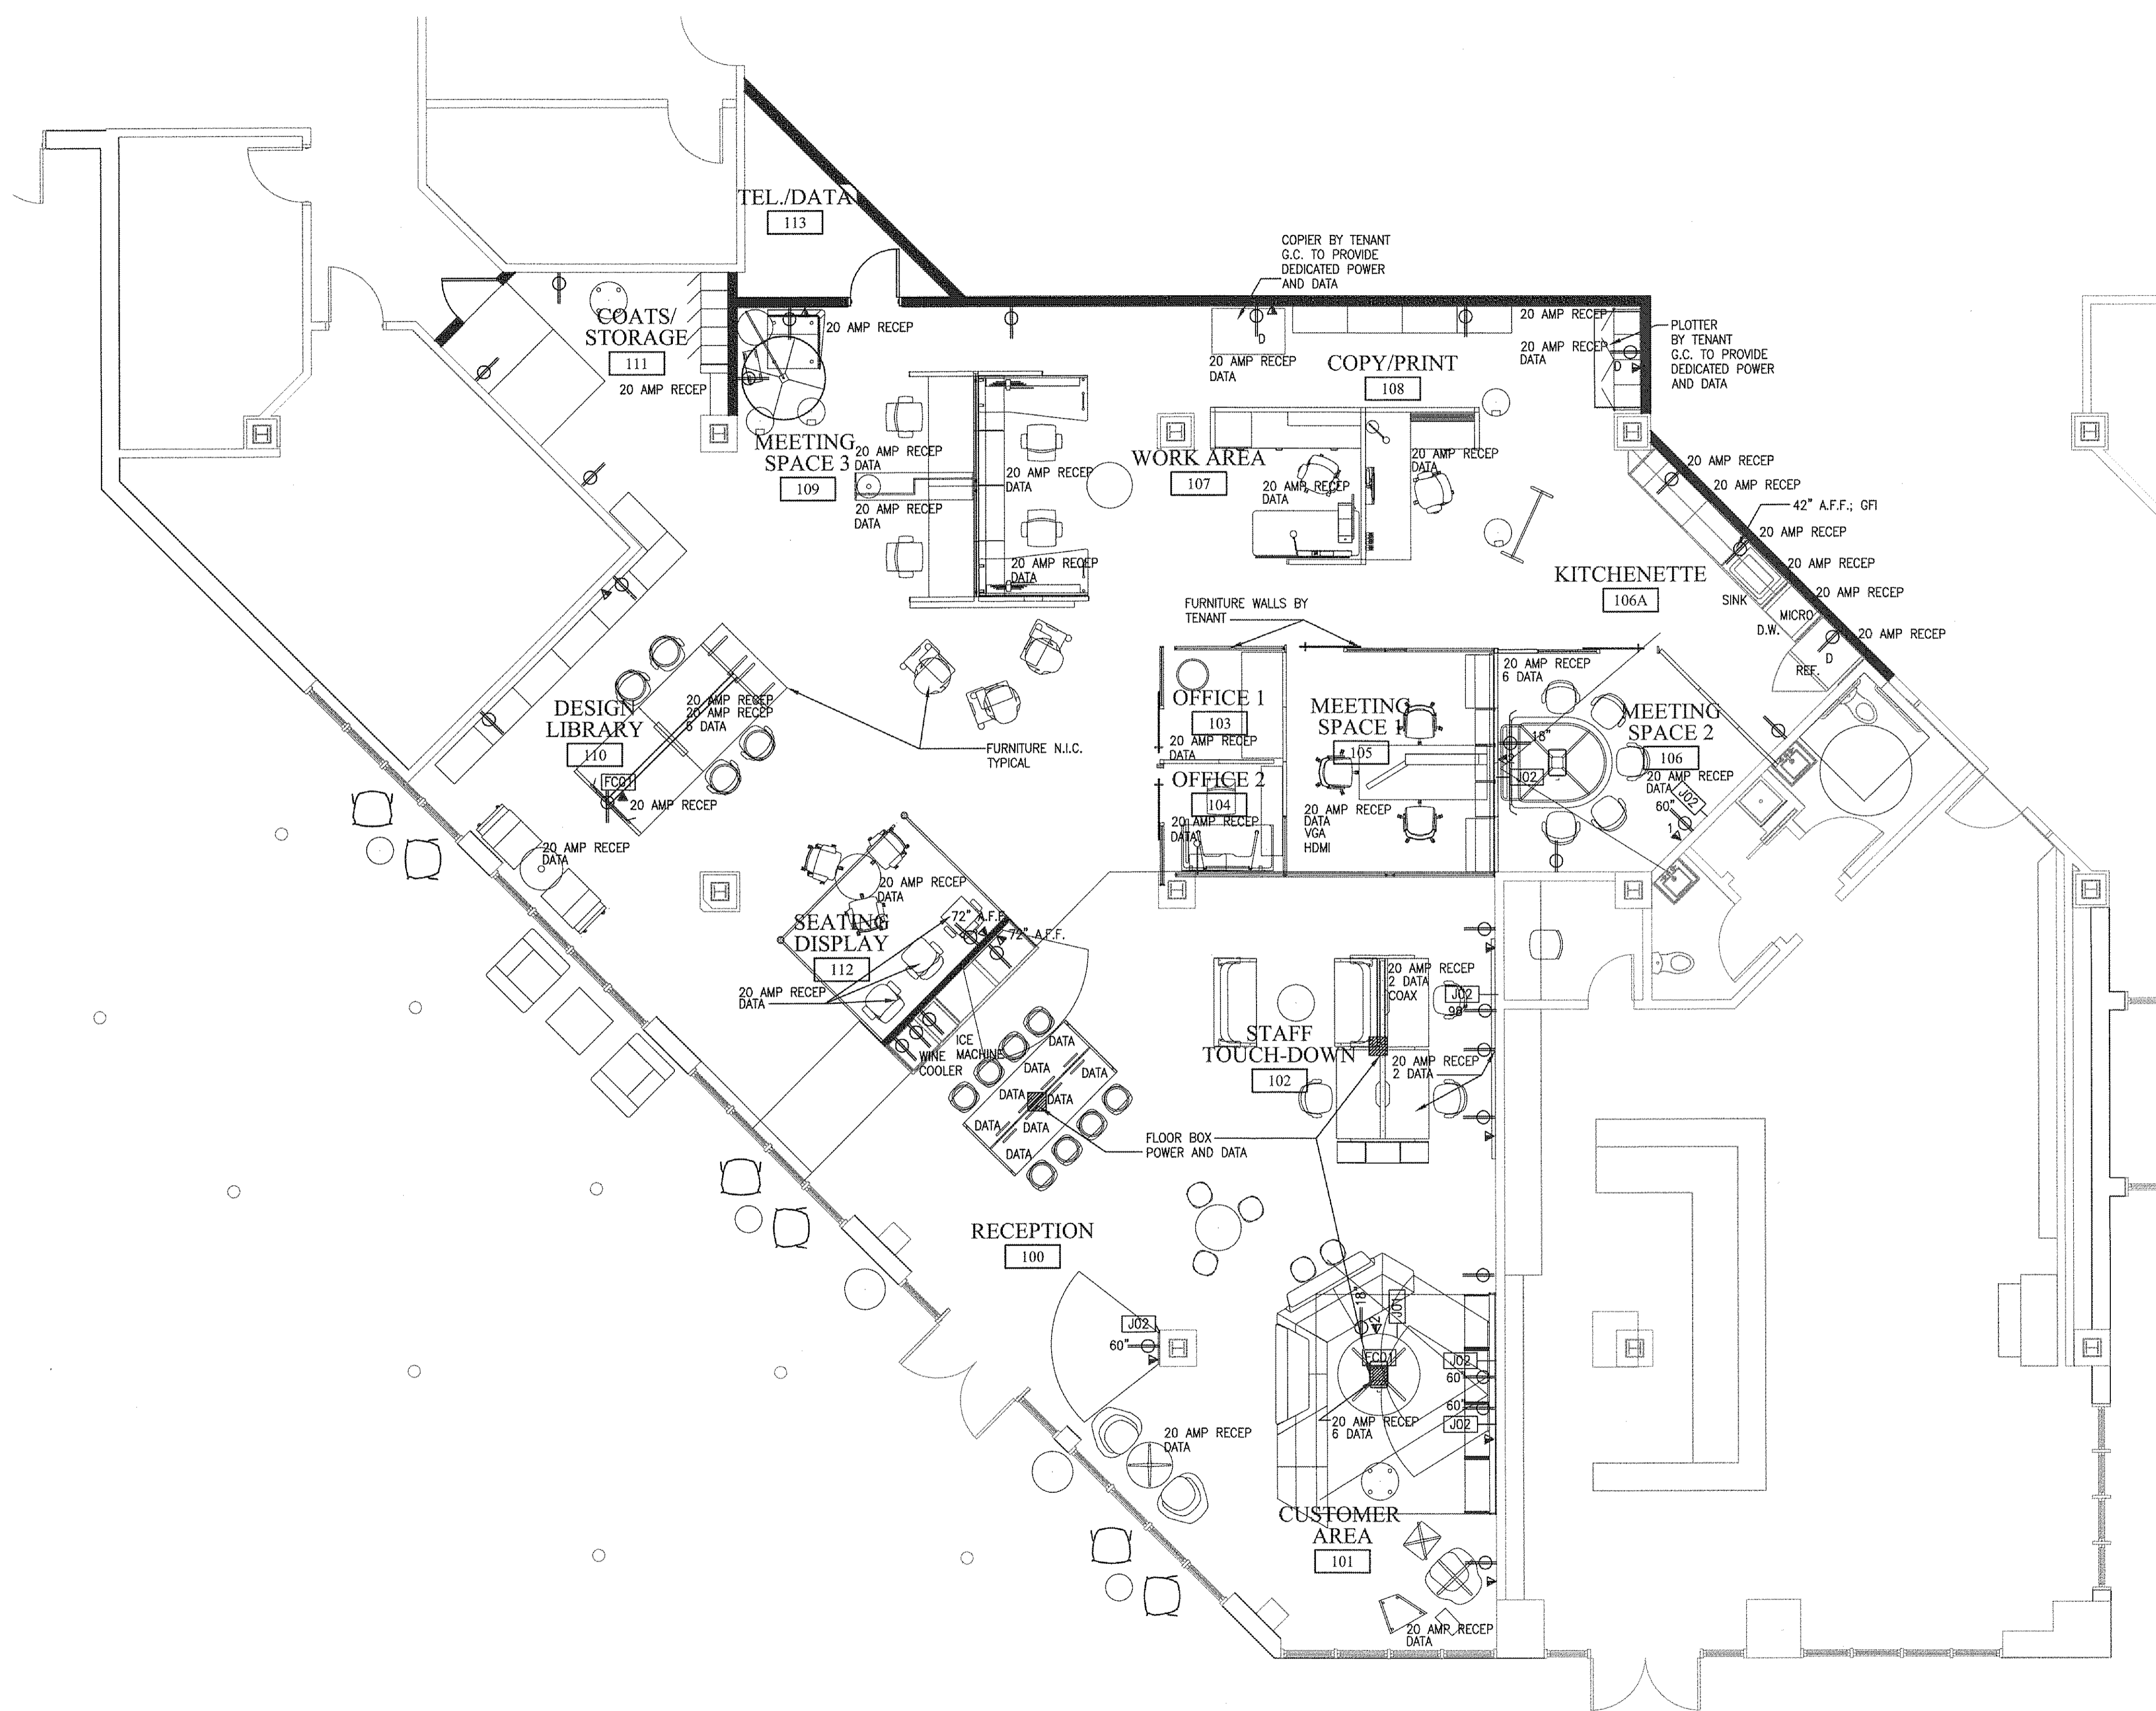 TEL./DATA
113
COPIER BY TENANT
G.C. TO PROVIDE
DEDICATED POWER
AND DATA
COATS/
STORAGE
111
20 AMP RECEP
20 AMP RECEP
D
20 AMP RECEP
DATA
COPY/PRINT
108
20 AMP RECEP
20 AMP RECEP
DATA
D
PLOTTER
BY TENANT
G.C. TO PROVIDE
DEDICATED POWER
AND DATA
MEETING
SPACE 3
109
20 AMP RECEP
DATA
20 AMP RECEP
DATA
20 AMP RECEP
DATA
20 AMP RECEP
DATA
WORK AREA
107
20 AMP RECEP
DATA
20 AMP RECEP
DATA
20 AMP RECEP
20 AMP RECEP
42" A.F.F.; GFI
20 AMP RECEP
20 AMP RECEP
20 AMP RECEP
20 AMP RECEP
KITCHENETTE
106A
SINK
MICRO
D.W.
D
REF.
FURNITURE WALLS BY
TENANT
DESIGN
LIBRARY
110
20 AMP RECEP
20 AMP RECEP
6 DATA
FC01
20 AMP RECEP
FURNITURE N.I.C.
TYPICAL
OFFICE 1
103
20 AMP RECEP
DATA
OFFICE 2
104
20 AMP RECEP
DATA
MEETING
SPACE 1
105
20 AMP RECEP
DATA
VGA
HDMI
20 AMP RECEP
6 DATA
18"
J02
MEETING
SPACE 2
106
20 AMP RECEP
DATA
J02
60"
1
20 AMP RECEP
DATA
20 AMP RECEP
DATA
SEATING
DISPLAY
112
72" A.F.F.
72" A.F.F.
20 AMP RECEP
DATA
WINE
COOLER
ICE
MACHINE
DATA
DATA
DATA
DATA
DATA
DATA
DATA
DATA
20 AMP RECEP
2 DATA
COAX
J02
98"
STAFF
TOUCH-DOWN
102
20 AMP RECEP
2 DATA
FLOOR BOX
POWER AND DATA
RECEPTION
100
J02
60"
18"
2
J01
FC01
J02
60"
60"
J02
20 AMP RECEP
6 DATA
20 AMP RECEP
DATA
CUSTOMER
AREA
101
20 AMP RECEP
DATA